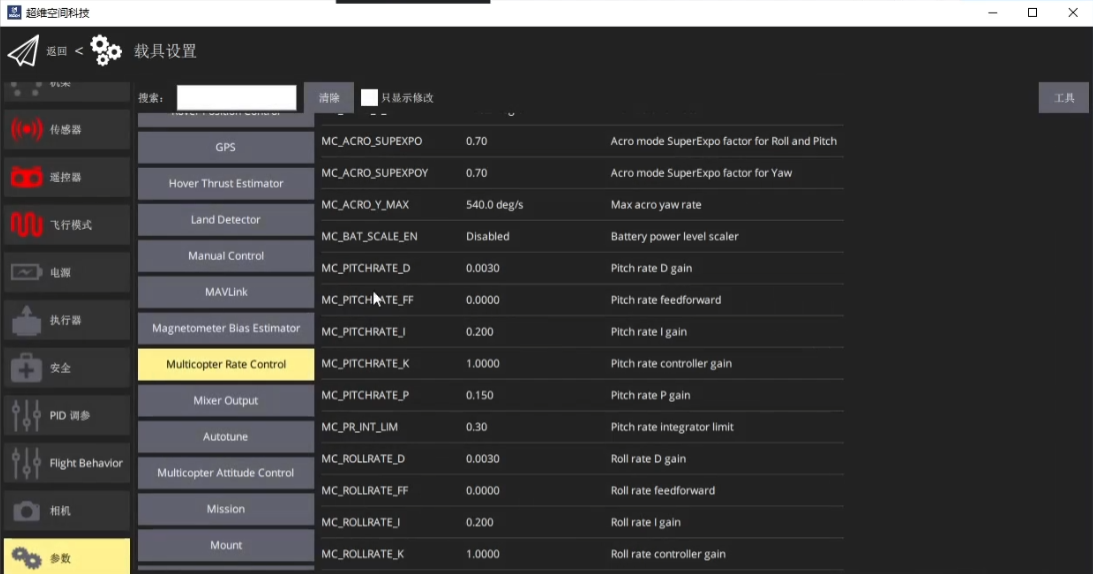 超维空间科技
返回 < 载具设置
搜索: 清除 只显示修改 工具
机架
传感器
遥控器
飞行模式
电源
执行器
安全
PID 调参
Flight Behavior
相机
参数
Hover Position Control
GPS
Hover Thrust Estimator
Land Detector
Manual Control
MAVLink
Magnetometer Bias Estimator
Multicopter Rate Control
Mixer Output
Autotune
Multicopter Attitude Control
Mission
Mount
MC_ACRO_SUPEXPO 0.70 Acro mode SuperExpo factor for Roll and Pitch
MC_ACRO_SUPEXPOY 0.70 Acro mode SuperExpo factor for Yaw
MC_ACRO_Y_MAX 540.0 deg/s Max acro yaw rate
MC_BAT_SCALE_EN Disabled Battery power level scaler
MC_PITCHRATE_D 0.0030 Pitch rate D gain
MC_PITCHRATE_FF 0.0000 Pitch rate feedforward
MC_PITCHRATE_I 0.200 Pitch rate I gain
MC_PITCHRATE_K 1.0000 Pitch rate controller gain
MC_PITCHRATE_P 0.150 Pitch rate P gain
MC_PR_INT_LIM 0.30 Pitch rate integrator limit
MC_ROLLRATE_D 0.0030 Roll rate D gain
MC_ROLLRATE_FF 0.0000 Roll rate feedforward
MC_ROLLRATE_I 0.200 Roll rate I gain
MC_ROLLRATE_K 1.0000 Roll rate controller gain